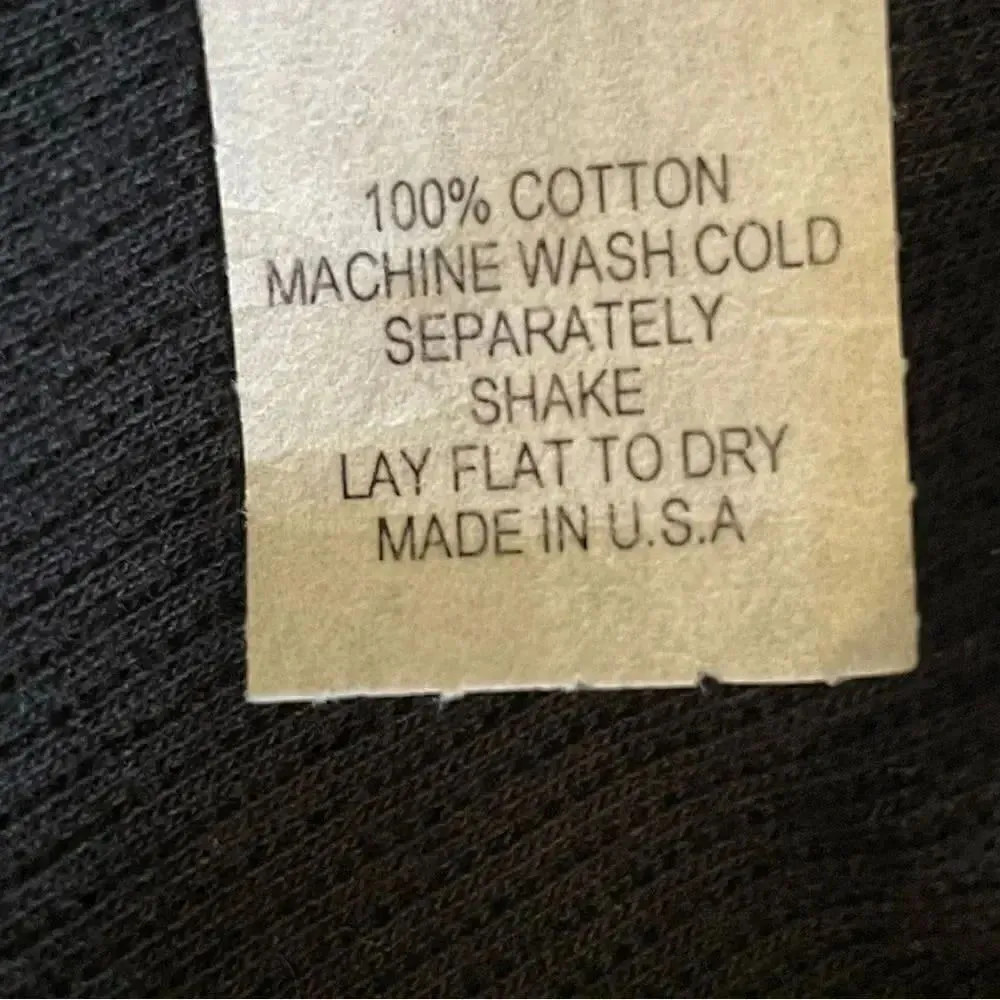 100% COTTON
MACHINE WASH COLD
SEPARATELY
SHAKE
LAY FLAT TO DRY
MADE IN U.S.A